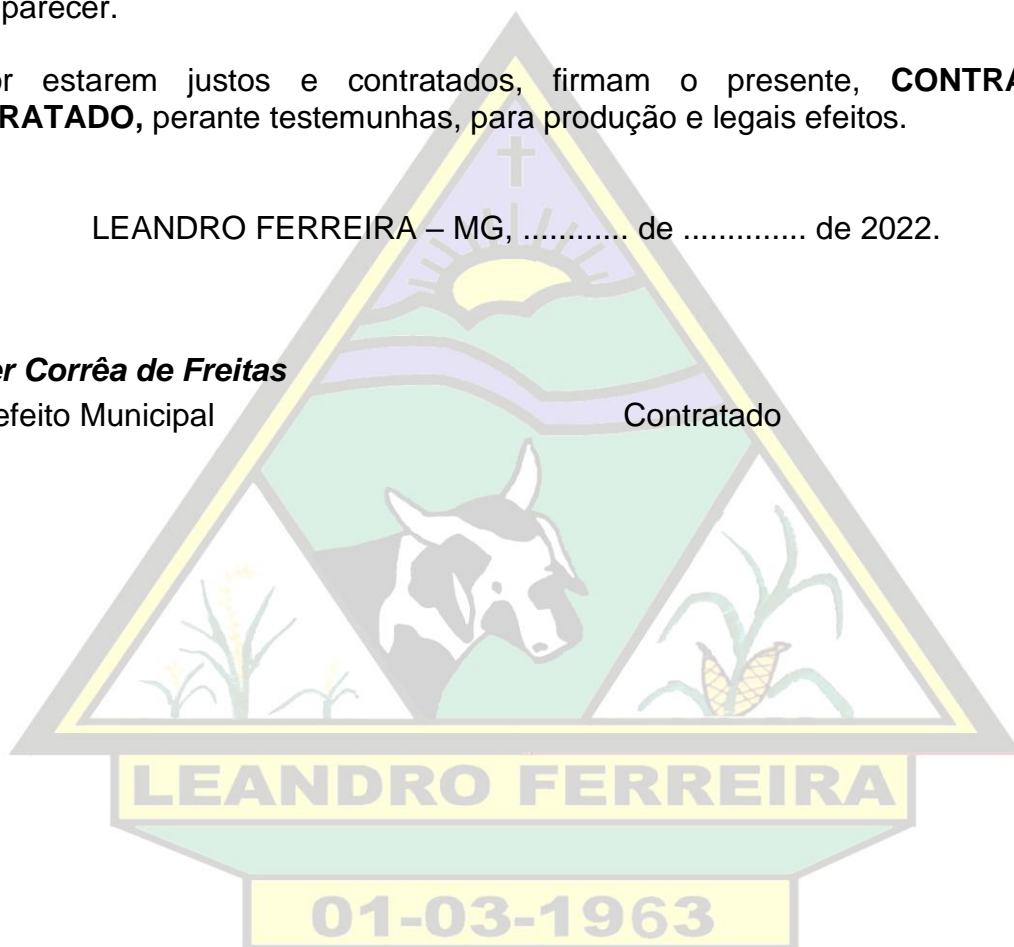 parecer.
or estarem justos e contratados, firmam o presente, CONTRA
RATADO, perante testemunhas, para produção e legais efeitos.
LEANDRO FERREIRA – MG, ............ de .............. de 2022.
er Corrêa de Freitas
efeito Municipal Contratado
LEANDRO FERREIRA
01-03-1963